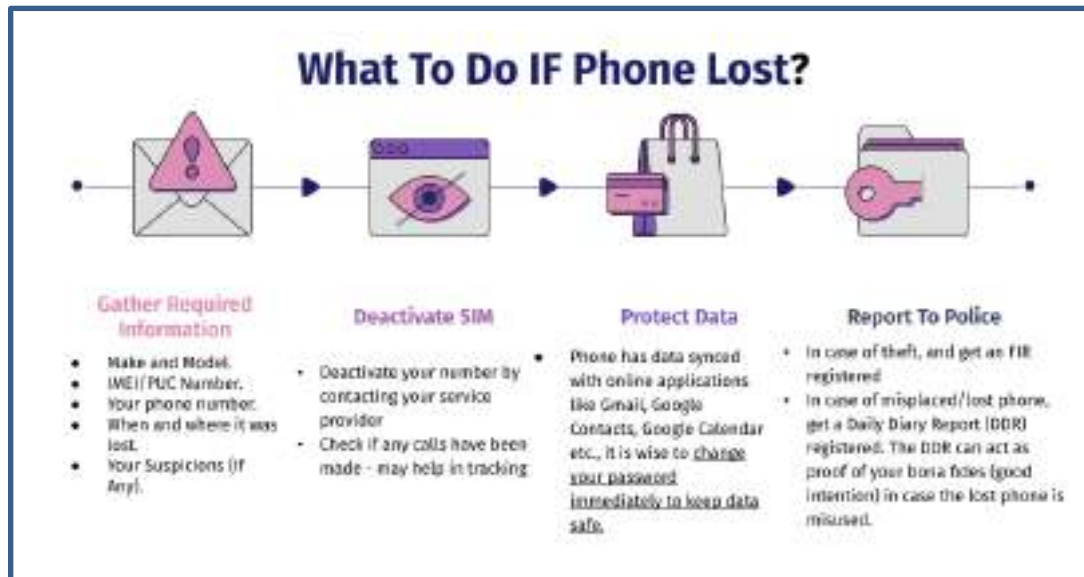 What To Do IF Phone Lost?
Gather Required
Information
● Make and Model.
● IMEI/ PUC Number.
● Your phone number.
● When and where it was
lost.
● Your Suspicions (If
Any).
Deactivate SIM
• Deactivate your number by
contacting your service
provider
• Check if any calls have been
made - may help in tracking
Protect Data
● Phone has data synced
with online applications
like Gmail, Google
Contacts, Google Calendar
etc., it is wise to change
your password
immediately to keep data
safe.
Report To Police
• In case of theft, and get an FIR
registered
• In case of misplaced/lost phone,
get a Daily Diary Report (DDR)
registered. The DDR can act as
proof of your bona fides (good
intention) in case the lost phone is
misused.